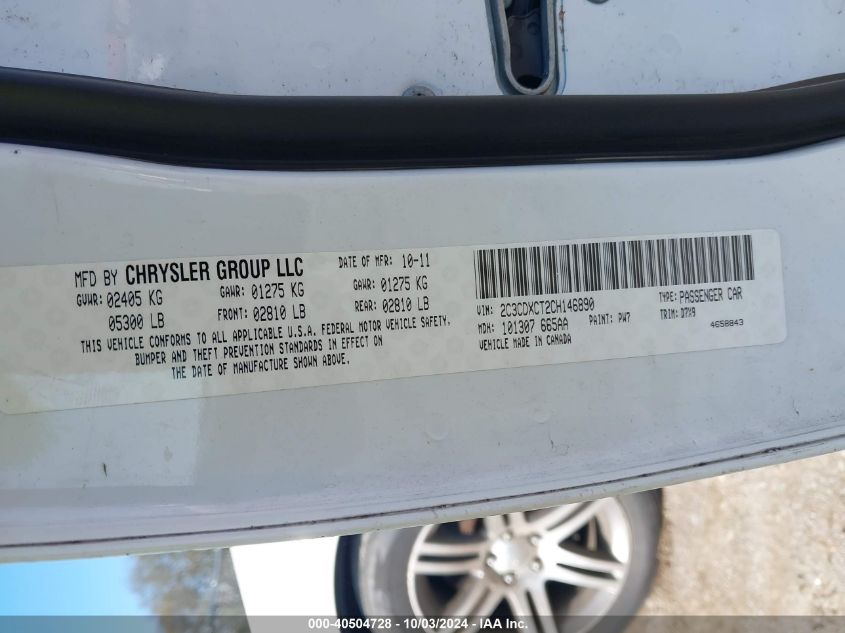 MFD BY CHRYSLER GROUP LLC DATE OF MFR: 10-11
GVWR: 02405 KG GAWR: 01275 KG GAWR: 01275 KG
05300 LB FRONT: 02810 LB REAR: 02810 LB
THIS VEHICLE CONFORMS TO ALL APPLICABLE U.S.A. FEDERAL MOTOR VEHICLE SAFETY,
BUMPER AND THEFT PREVENTION STANDARDS IN EFFECT ON
THE DATE OF MANUFACTURE SHOWN ABOVE.
VIN: 2C3CDXCT2CH146890 TYPE: PASSENGER CAR
MDH: 101307 665AA PAINT: PW7 TRIM: D7X9
VEHICLE MADE IN CANADA 4658843
000-40504728 - 10/03/2024 - IAA Inc.